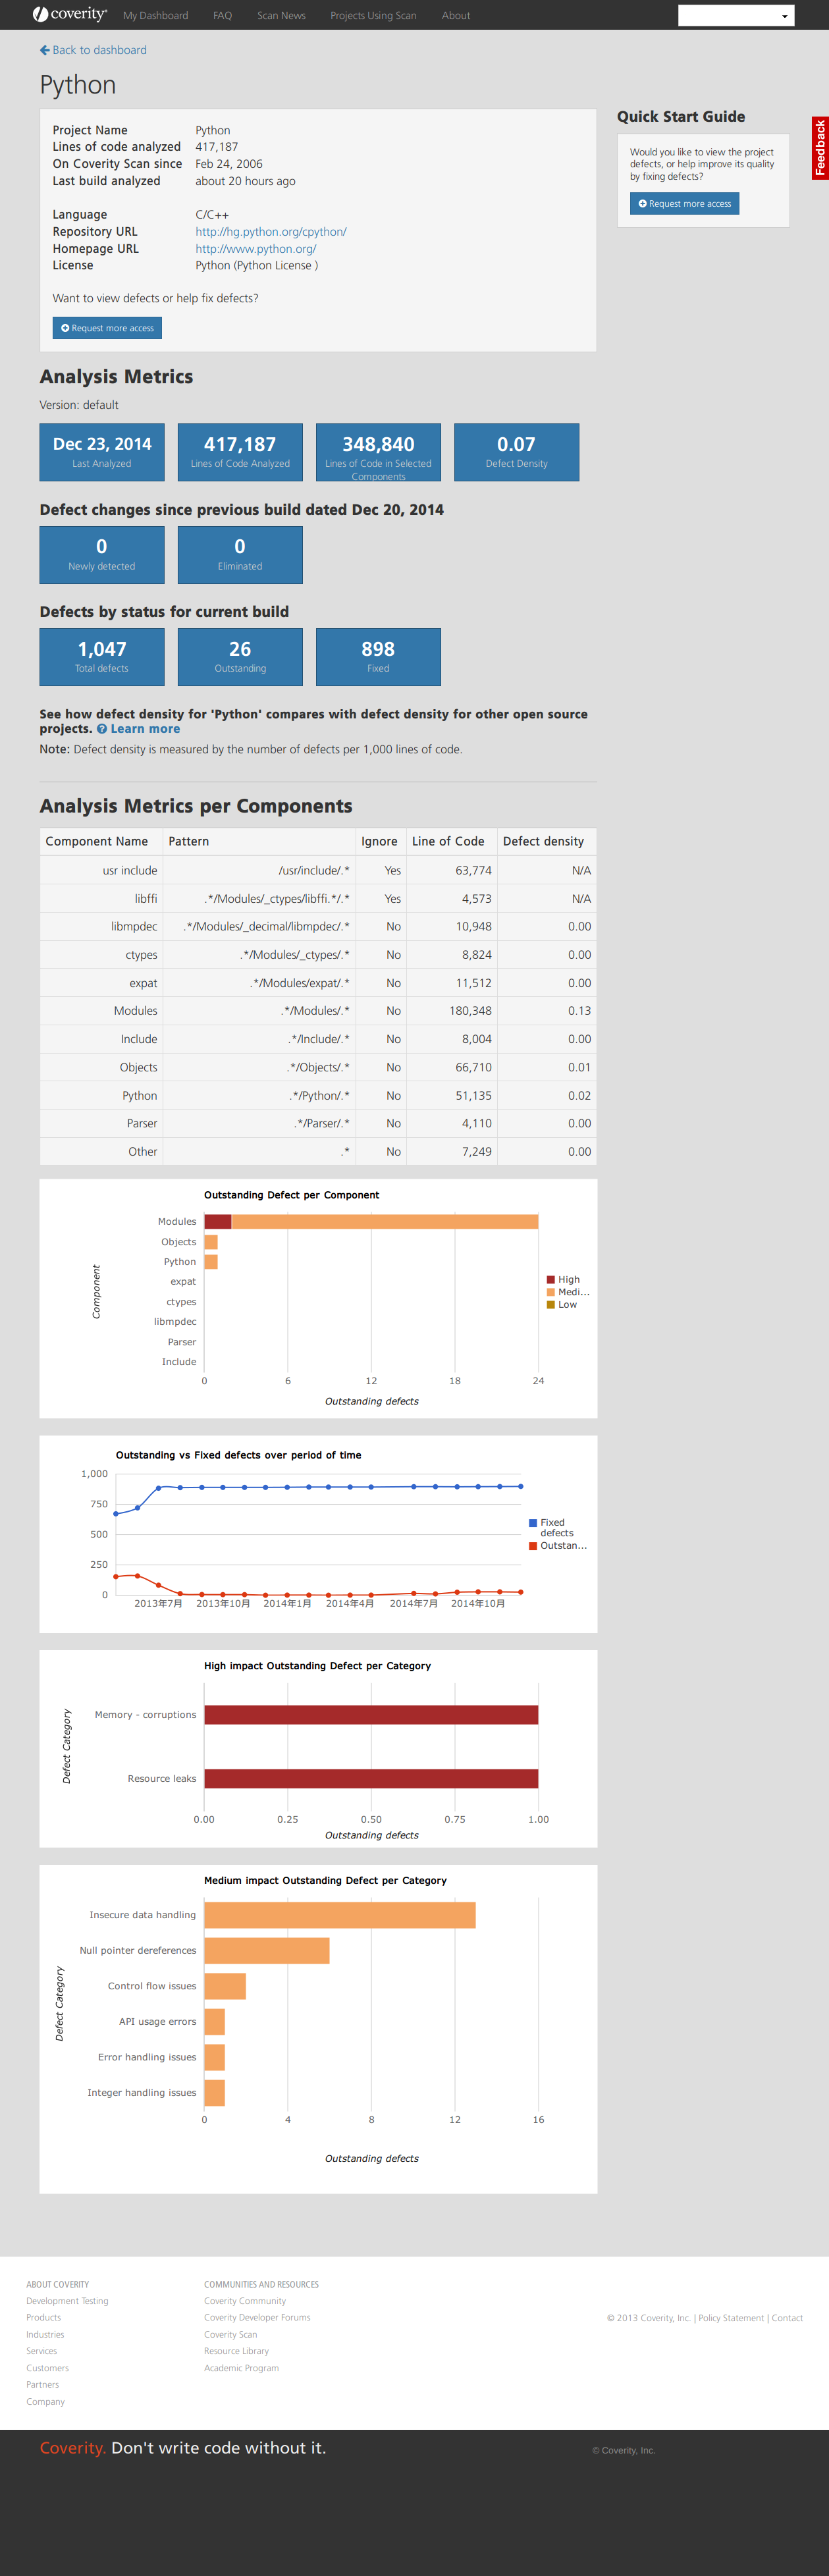 coverity® My Dashboard FAQ Scan News Projects Using Scan About
Back to dashboard
Python
Project Name Python
Lines of code analyzed 417,187
On Coverity Scan since Feb 24, 2006
Last build analyzed about 20 hours ago
Language C/C++
Repository URL http://hg.python.org/cpython/
Homepage URL http://www.python.org/
License Python (Python License )
Want to view defects or help fix defects?
Request more access
Quick Start Guide
Would you like to view the project
defects, or help improve its quality
by fixing defects?
Request more access
Feedback
Analysis Metrics
Version: default
Dec 23, 2014
Last Analyzed
417,187
Lines of Code Analyzed
348,840
Lines of Code in Selected
Components
0.07
Defect Density
Defect changes since previous build dated Dec 20, 2014
0
Newly detected
0
Eliminated
Defects by status for current build
1,047
Total defects
26
Outstanding
898
Fixed
See how defect density for 'Python' compares with defect density for other open source
projects. Learn more
Note: Defect density is measured by the number of defects per 1,000 lines of code.
Analysis Metrics per Components
Component Name Pattern Ignore Line of Code Defect density
usr include /usr/include/.* Yes 63,774 N/A
libffi .*/Modules/_ctypes/libffi.*/.* Yes 4,573 N/A
libmpdec .*/Modules/_decimal/libmpdec/.* No 10,948 0.00
ctypes .*/Modules/_ctypes/.* No 8,824 0.00
expat .*/Modules/expat/.* No 11,512 0.00
Modules .*/Modules/.* No 180,348 0.13
Include .*/Include/.* No 8,004 0.00
Objects .*/Objects/.* No 66,710 0.01
Python .*/Python/.* No 51,135 0.02
Parser .*/Parser/.* No 4,110 0.00
Other .* No 7,249 0.00
Outstanding Defect per Component
Component
Modules
Objects
Python
expat
ctypes
libmpdec
Parser
Include
0 6 12 18 24
Outstanding defects
High
Medi...
Low
Outstanding vs Fixed defects over period of time
1,000
750
500
250
0
2013年7月 2013年10月 2014年1月 2014年4月 2014年7月 2014年10月
Fixed
defects
Outstan...
High impact Outstanding Defect per Category
Defect Category
Memory - corruptions
Resource leaks
0.00 0.25 0.50 0.75 1.00
Outstanding defects
Medium impact Outstanding Defect per Category
Defect Category
Insecure data handling
Null pointer dereferences
Control flow issues
API usage errors
Error handling issues
Integer handling issues
0 4 8 12 16
Outstanding defects
ABOUT COVERITY
Development Testing
Products
Industries
Services
Customers
Partners
Company
COMMUNITIES AND RESOURCES
Coverity Community
Coverity Developer Forums
Coverity Scan
Resource Library
Academic Program
© 2013 Coverity, Inc. | Policy Statement | Contact
Coverity. Don't write code without it.
© Coverity, Inc.